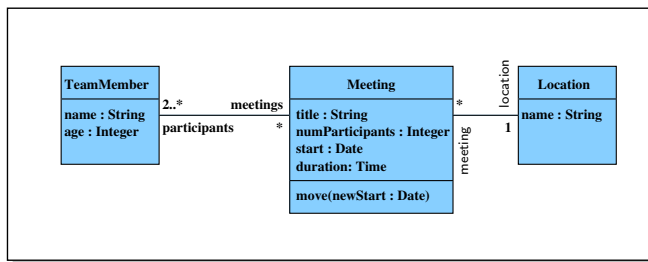 TeamMember
name : String
age : Integer
2..*
participants
meetings
*
Meeting
title : String
numParticipants : Integer
start : Date
duration: Time
move(newStart : Date)
*
meeting
location
1
Location
name : String